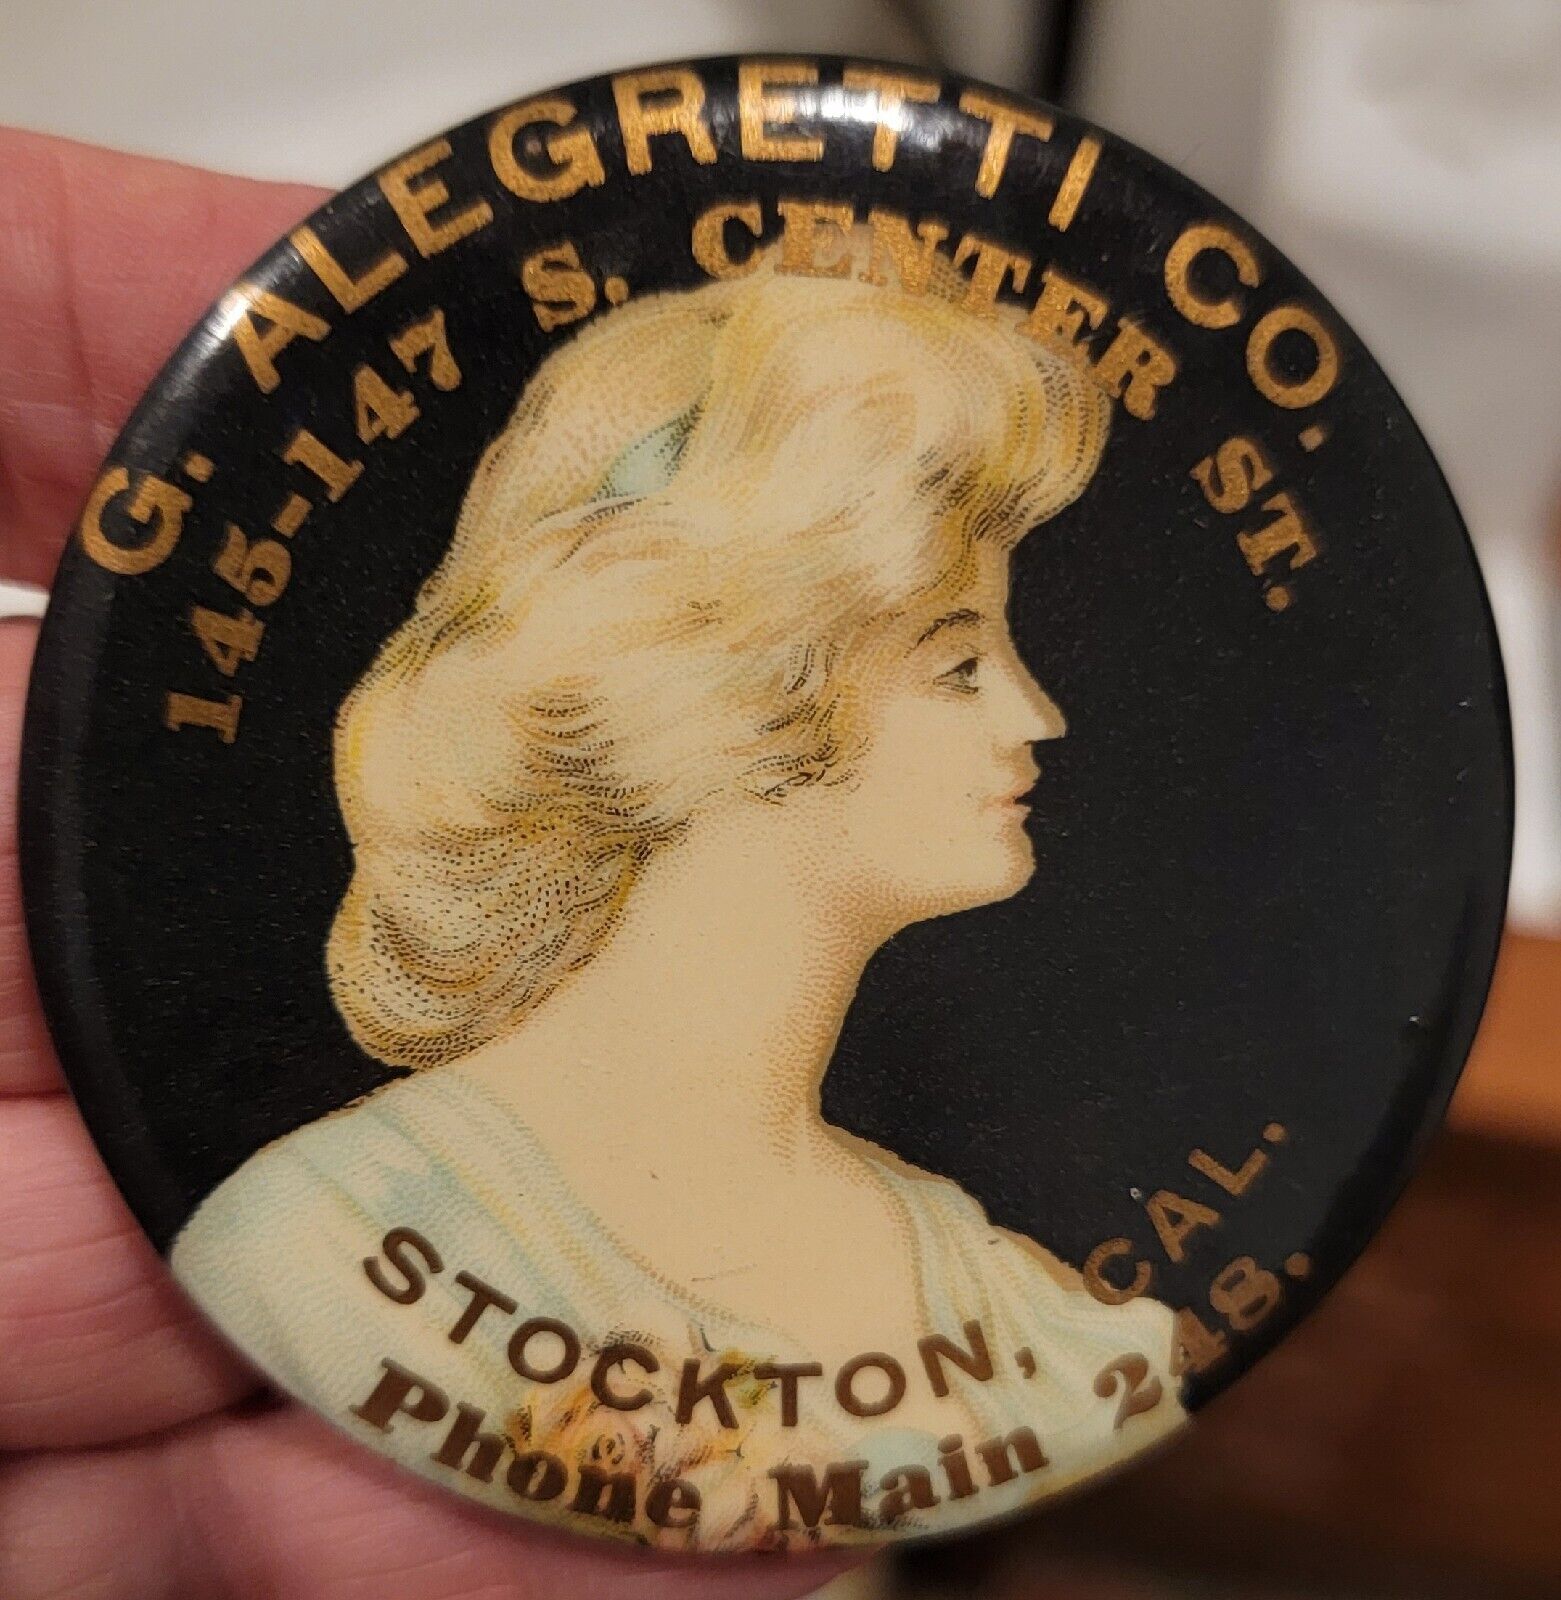 G. ALEGRETTI CO.
145-147 S. CENTER ST.
STOCKTON, CAL.
Phone Main 248.